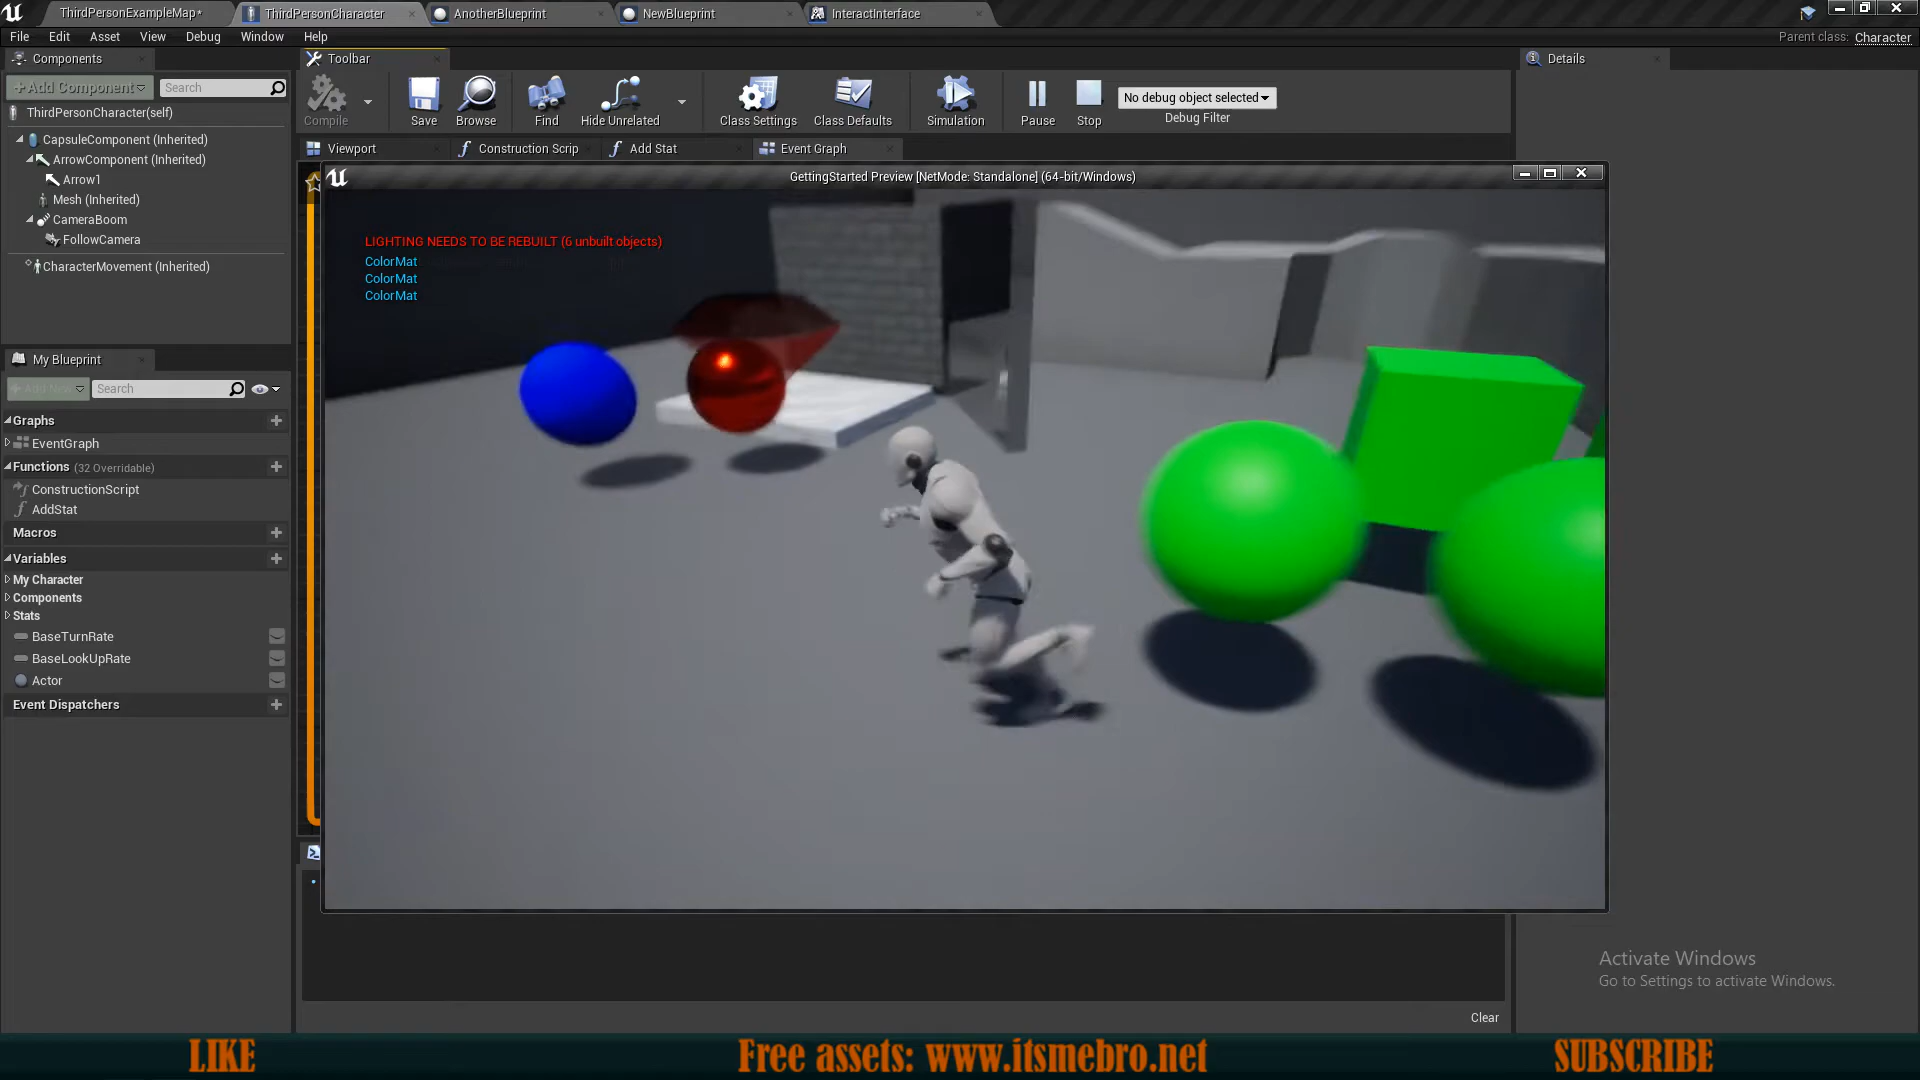 ThirdPersonExampleMap*
ThirdPersonCharacter
AnotherBlueprint
NewBlueprint
InteractInterface
File Edit Asset View Debug Window Help
Parent class: Character
Components
Toolbar
Details
+Add Component
Search
ThirdPersonCharacter(self)
CapsuleComponent (Inherited)
ArrowComponent (Inherited)
Arrow1
Mesh (Inherited)
CameraBoom
FollowCamera
CharacterMovement (Inherited)
Compile
Save
Browse
Find
Hide Unrelated
Class Settings
Class Defaults
Simulation
Pause
Stop
No debug object selected
Debug Filter
Viewport
Construction Scrip
Add Stat
Event Graph
GettingStarted Preview [NetMode: Standalone] (64-bit/Windows)
LIGHTING NEEDS TO BE REBUILT (6 unbuilt objects)
ColorMat
ColorMat
ColorMat
My Blueprint
+Add New
Search
Graphs
EventGraph
Functions (32 Overridable)
ConstructionScript
AddStat
Macros
Variables
My Character
Components
Stats
BaseTurnRate
BaseLookUpRate
Actor
Event Dispatchers
Activate Windows
Go to Settings to activate Windows.
Clear
LIKE
Free assets: www.itsmebro.net
SUBSCRIBE